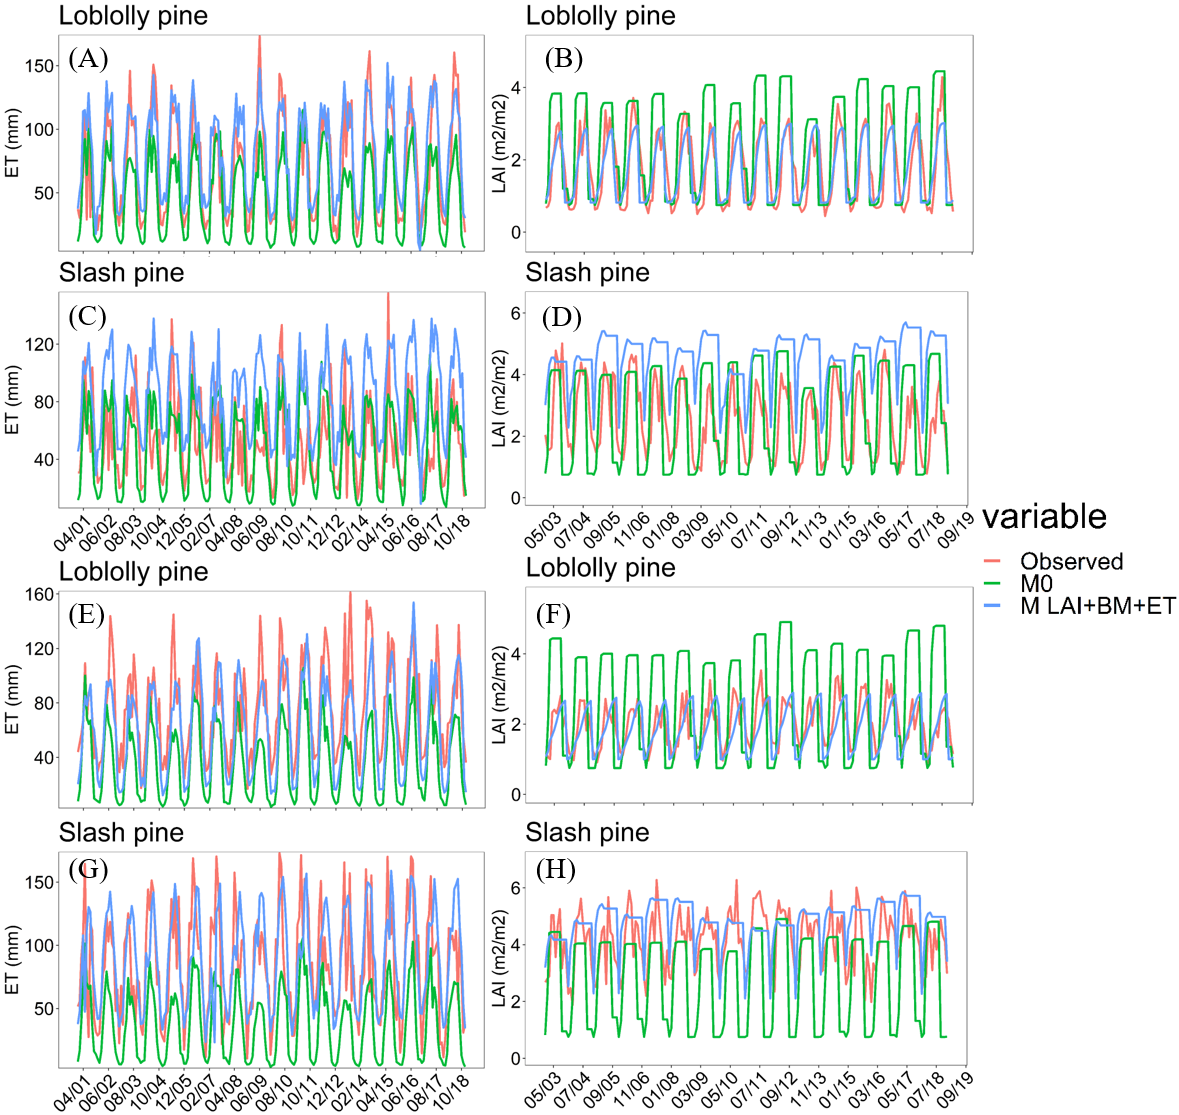 Loblolly pine
Loblolly pine
(A)
(B)
ET (mm)
150
100
50
LAI (m2/m2)
4
2
0
Slash pine
Slash pine
(C)
(D)
ET (mm)
120
80
40
LAI (m2/m2)
6
4
2
0
04/01 06/02 08/03 10/04 12/05 02/07 04/08 06/09 08/10 10/11 12/12 02/14 04/15 06/16 08/17 10/18
05/03 07/04 09/05 11/06 01/08 03/09 05/10 07/11 09/12 11/13 01/15 03/16 05/17 07/18 09/19
variable
Observed
M0
M LAI+BM+ET
Loblolly pine
Loblolly pine
(E)
(F)
ET (mm)
160
120
80
40
LAI (m2/m2)
4
2
0
Slash pine
Slash pine
(G)
(H)
ET (mm)
150
100
50
LAI (m2/m2)
6
4
2
0
04/01 06/02 08/03 10/04 12/05 02/07 04/08 06/09 08/10 10/11 12/12 02/14 04/15 06/16 08/17 10/18
05/03 07/04 09/05 11/06 01/08 03/09 05/10 07/11 09/12 11/13 01/15 03/16 05/17 07/18 09/19